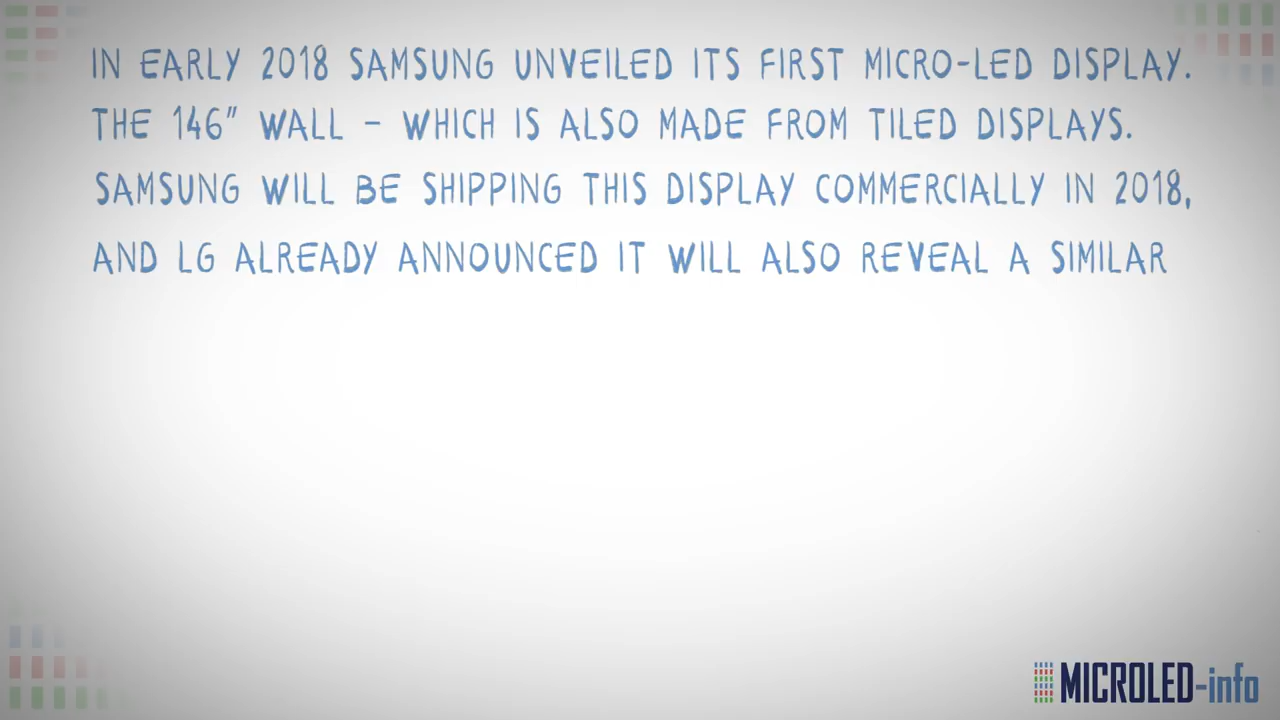 IN EARLY 2018 SAMSUNG UNVEILED ITS FIRST MICRO-LED DISPLAY.
THE 146" WALL - WHICH IS ALSO MADE FROM TILED DISPLAYS.
SAMSUNG WILL BE SHIPPING THIS DISPLAY COMMERCIALLY IN 2018,
AND LG ALREADY ANNOUNCED IT WILL ALSO REVEAL A SIMILAR
MICROLED-info